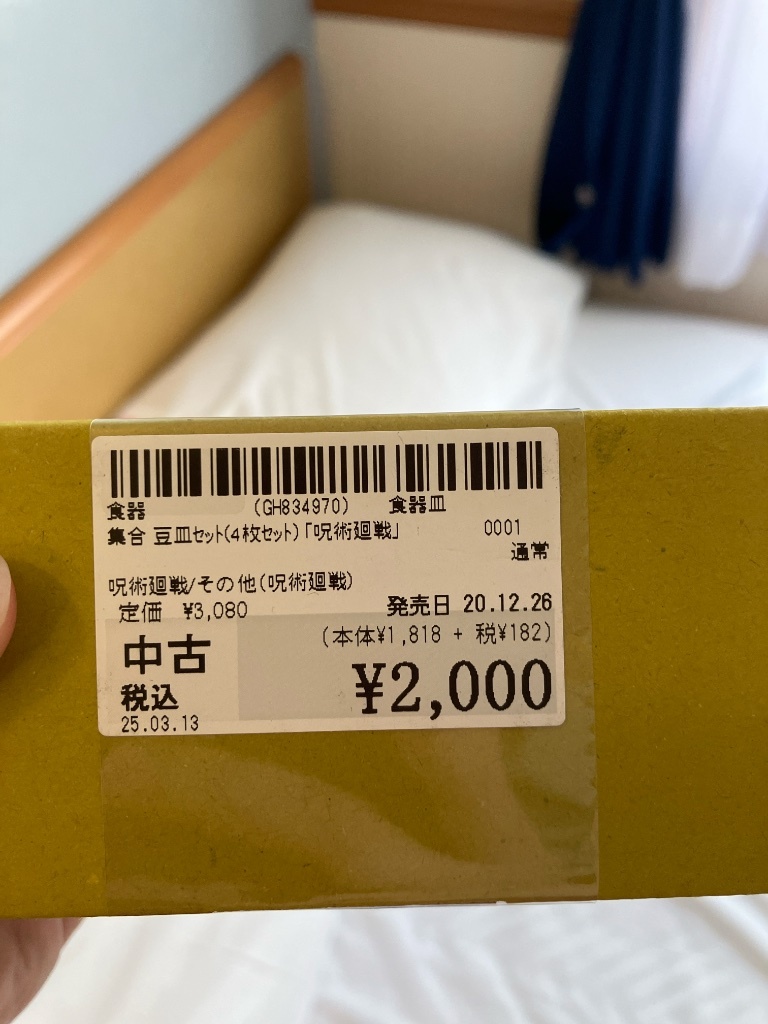 食器 (GH834970) 食器皿
集合 豆皿セット(4枚セット)「呪術廻戦」 0001
通常
呪術廻戦/その他(呪術廻戦)
定価 ¥3,080 発売日 20.12.26
(本体¥1,818 + 税¥182)
中古
税込 ¥2,000
25.03.13